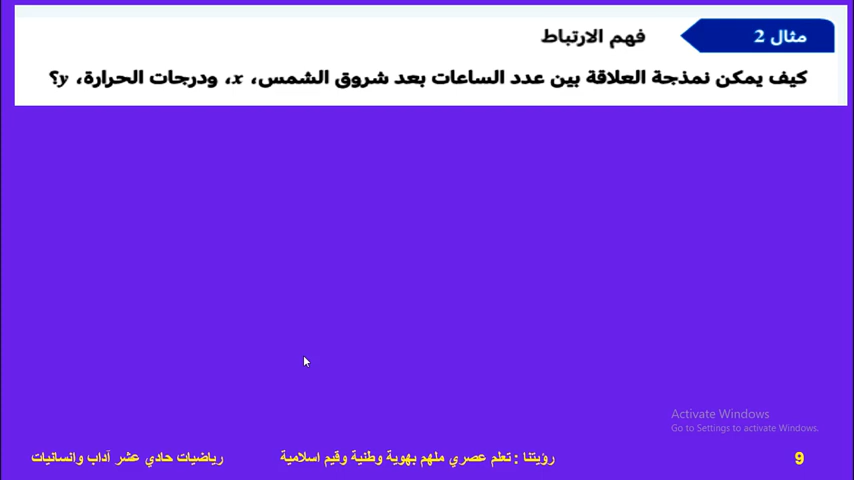 مثال 2
فهم الارتباط
كيف يمكن نمذجة العلاقة بين عدد الساعات بعد شروق الشمس، x، ودرجات الحرارة، y؟
Activate Windows
Go to Settings to activate Windows.
رياضيات حادي عشر آداب وانسانيات
رؤيتنا : تعلم عصري ملهم بهوية وطنية وقيم اسلامية
9